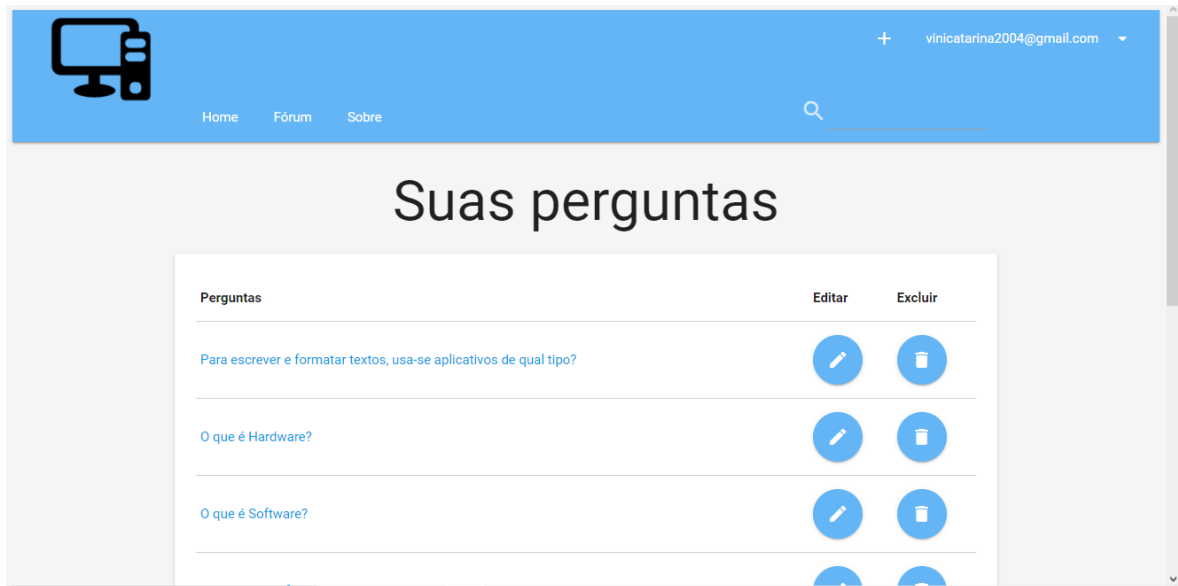 + vinicatarina2004@gmail.com
Home Fórum Sobre
Suas perguntas
Perguntas Editar Excluir
Para escrever e formatar textos, usa-se aplicativos de qual tipo?
O que é Hardware?
O que é Software?